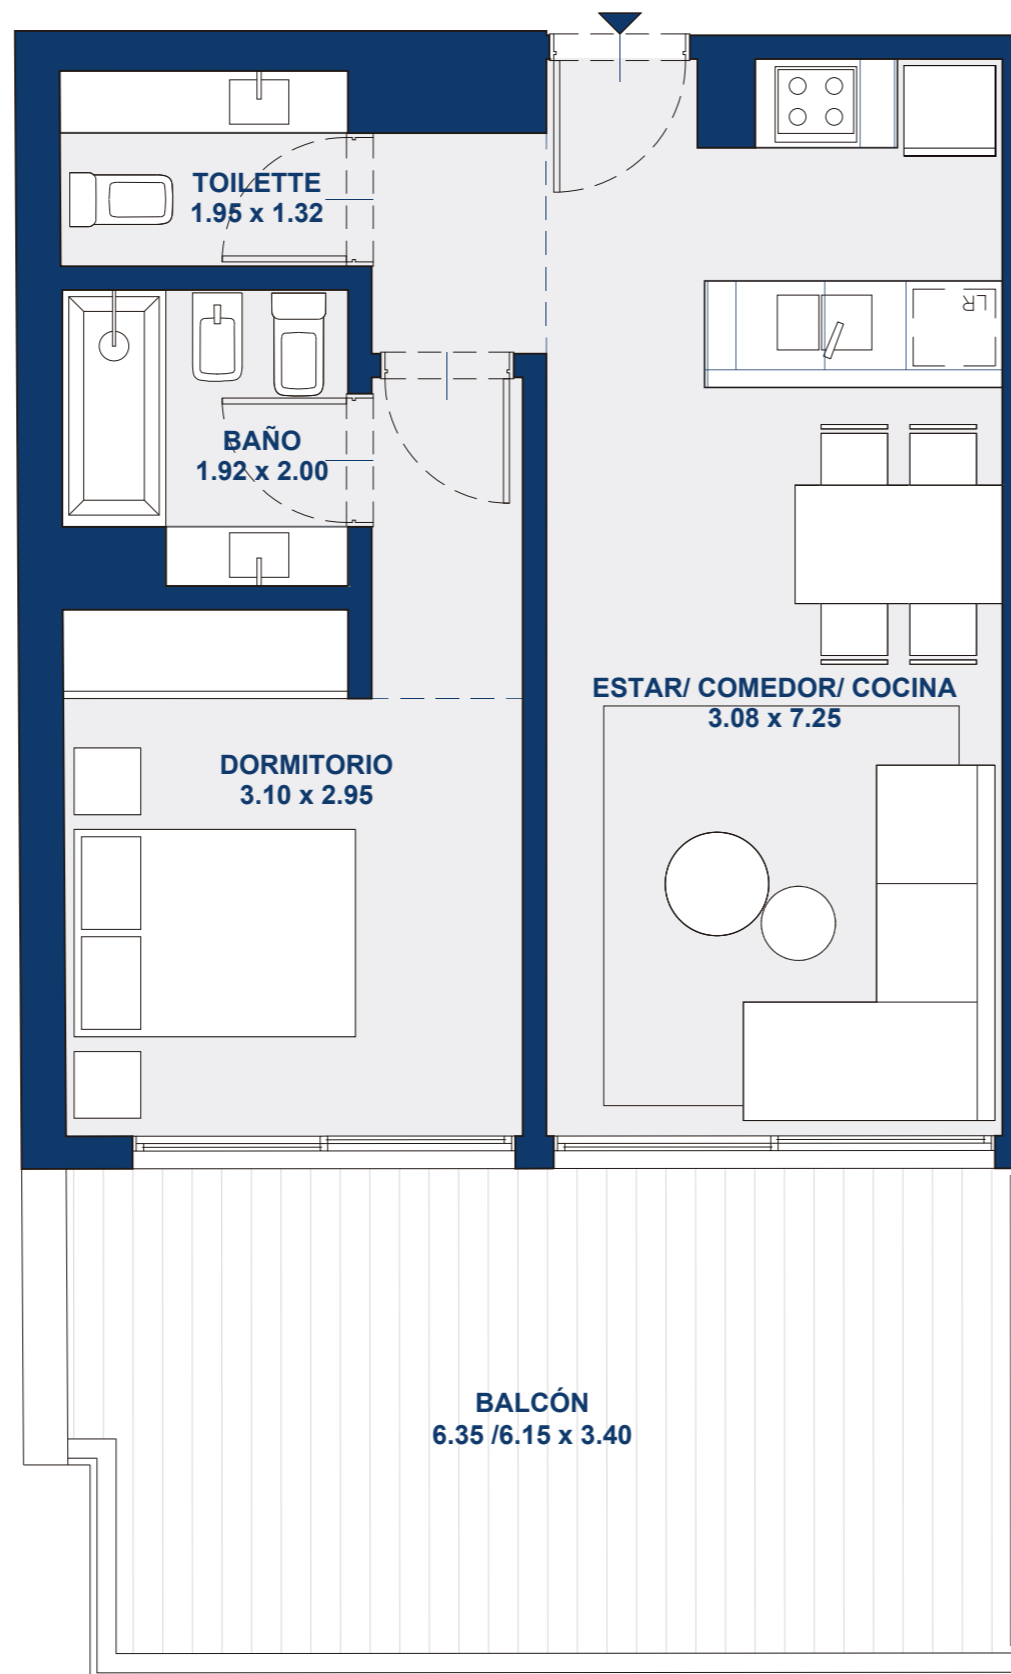 TOILETTE
1.95 x 1.32
LR
BAÑO
1.92 x 2.00
ESTAR/ COMEDOR/ COCINA
3.08 x 7.25
DORMITORIO
3.10 x 2.95
BALCÓN
6.35 /6.15 x 3.40